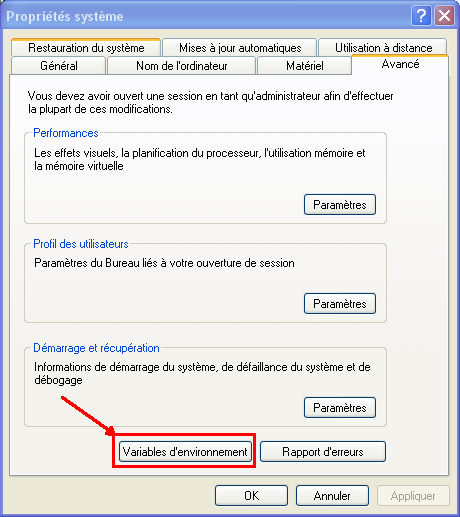 Propriétés système
Restauration du système Mises à jour automatiques Utilisation à distance
Général Nom de l'ordinateur Matériel Avancé
Vous devez avoir ouvert une session en tant qu'administrateur afin d'effectuer
la plupart de ces modifications.
Performances
Les effets visuels, la planification du processeur, l'utilisation mémoire et
la mémoire virtuelle
Paramètres
Profil des utilisateurs
Paramètres du Bureau liés à votre ouverture de session
Paramètres
Démarrage et récupération
Informations de démarrage du système, de défaillance du système et de
débogage
Paramètres
Variables d'environnement Rapport d'erreurs
OK Annuler Appliquer